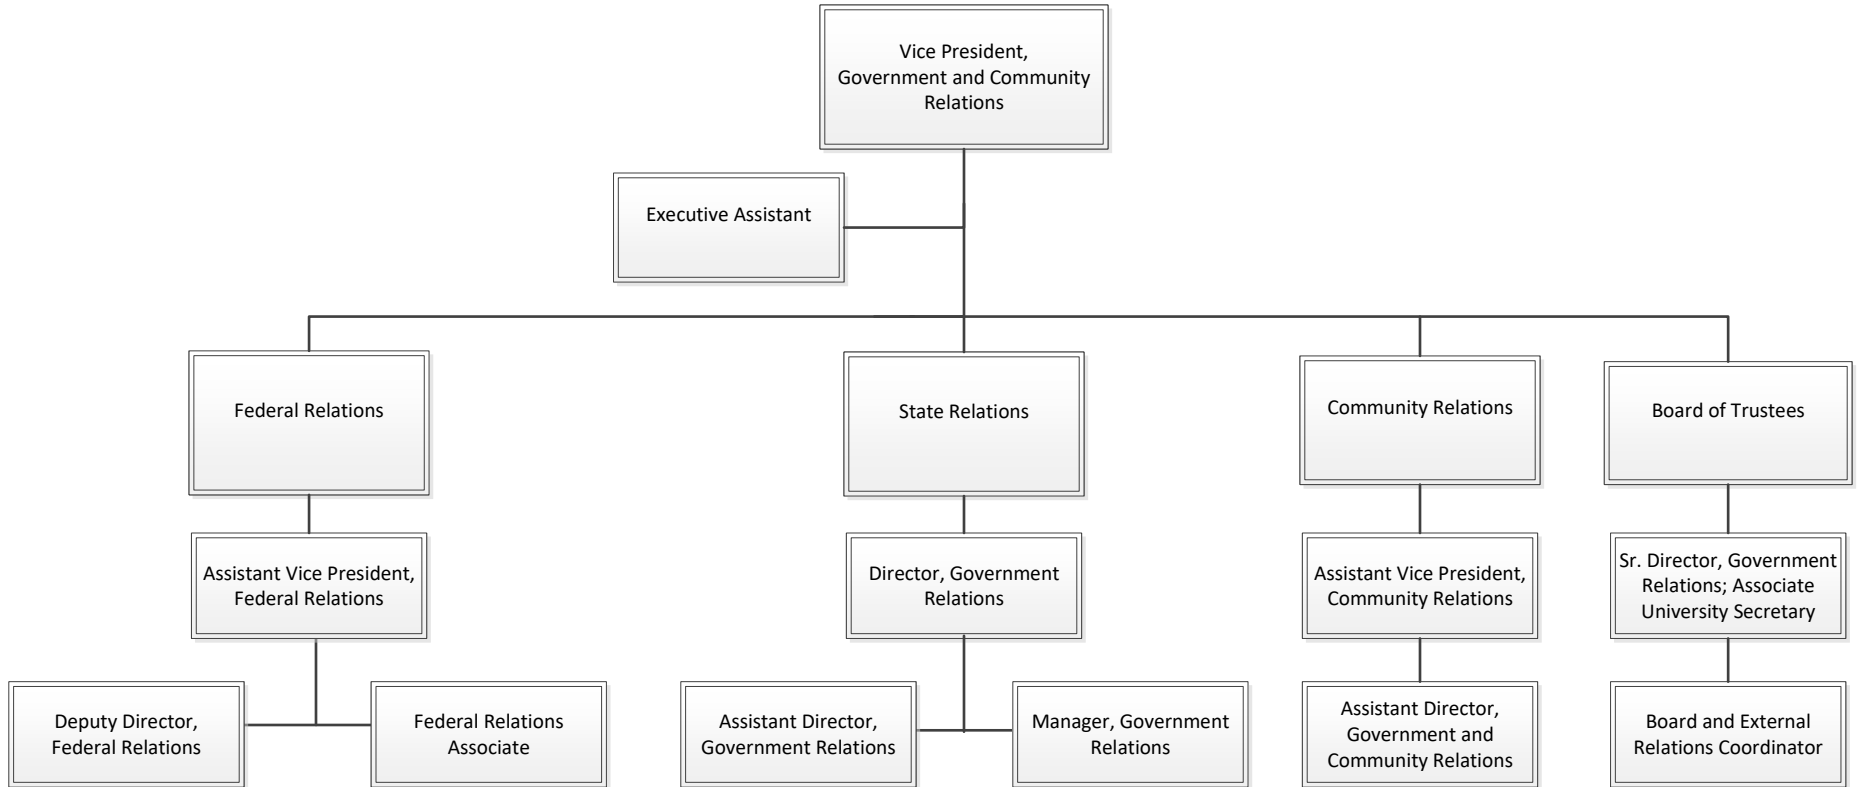 Vice President,
Government and Community
Relations
Executive Assistant
Federal Relations
State Relations
Community Relations
Board of Trustees
Assistant Vice President,
Federal Relations
Director, Government
Relations
Assistant Vice President,
Community Relations
Sr. Director, Government
Relations; Associate
University Secretary
Deputy Director,
Federal Relations
Federal Relations
Associate
Assistant Director,
Government Relations
Manager, Government
Relations
Assistant Director,
Government and
Community Relations
Board and External
Relations Coordinator